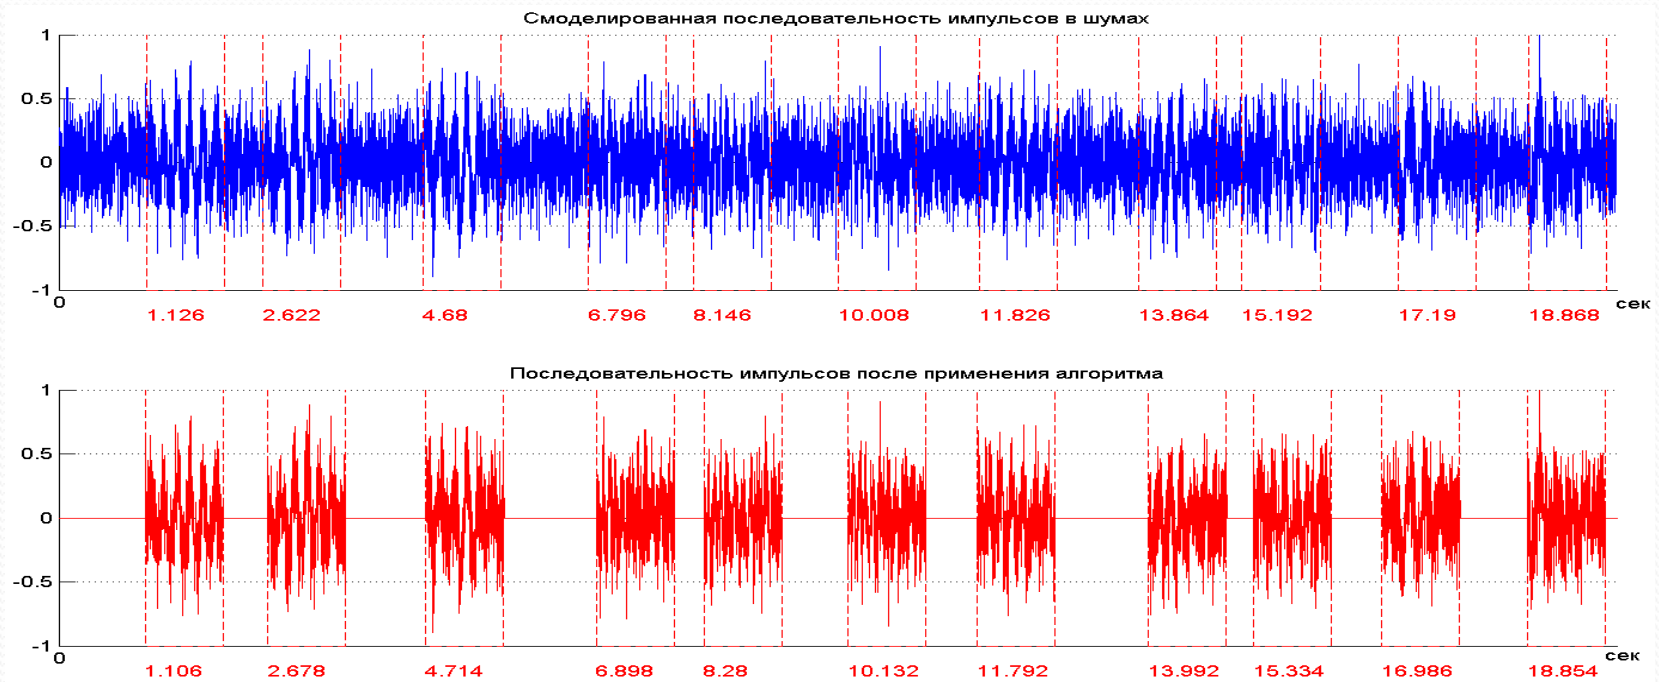 Смоделированная последовательность импульсов в шумах
1
0.5
0
-0.5
-1
0
сек
1.126 2.622 4.68 6.796 8.146 10.008 11.826 13.864 15.192 17.19 18.868
Последовательность импульсов после применения алгоритма
1
0.5
0
-0.5
-1
0
сек
1.106 2.678 4.714 6.898 8.28 10.132 11.792 13.992 15.334 16.986 18.854